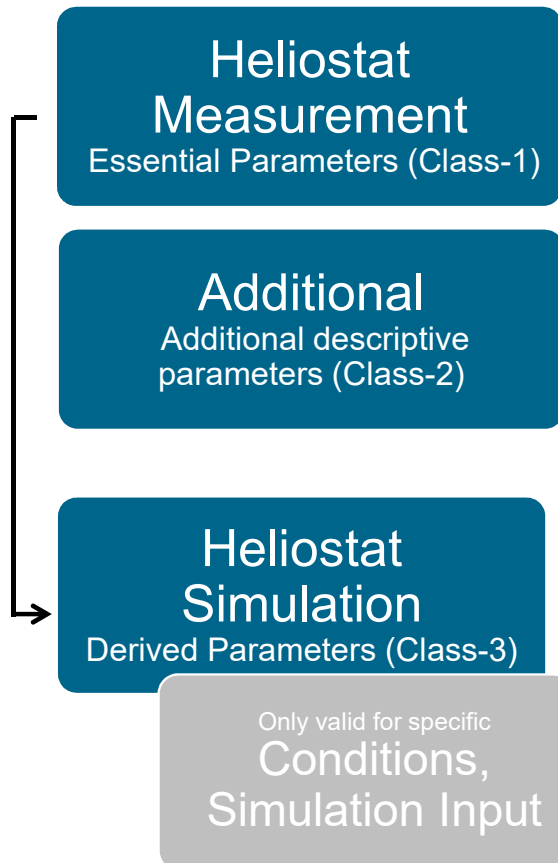 Heliostat
Measurement
Essential Parameters (Class-1)
Additional
Additional descriptive
parameters (Class-2)
Heliostat
Simulation
Derived Parameters (Class-3)
Only valid for specific
Conditions,
Simulation Input